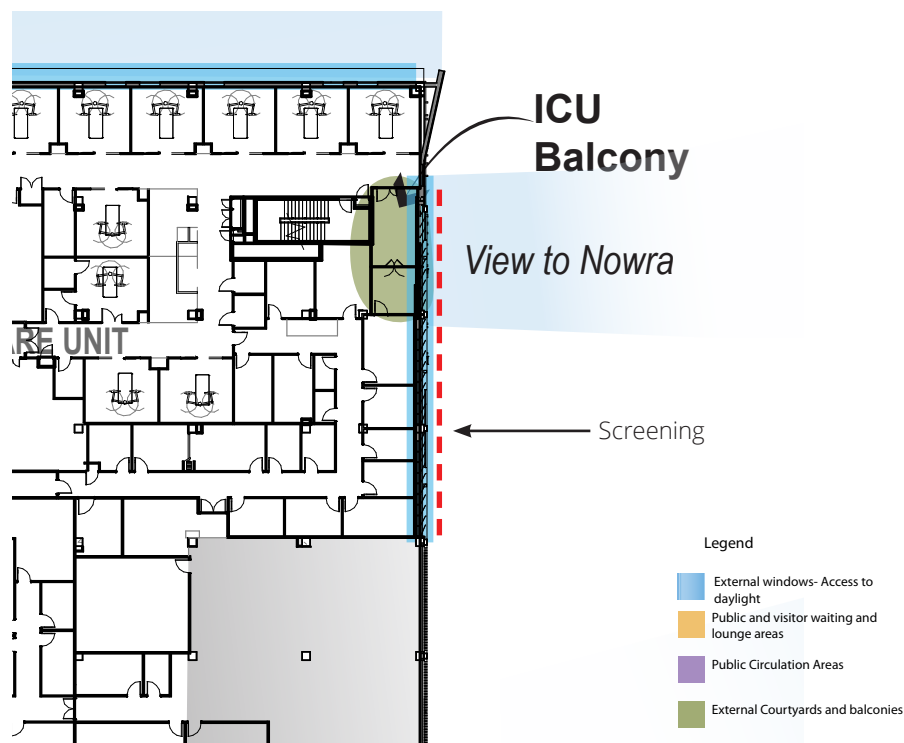 ICU
Balcony
View to Nowra
ARE UNIT
Screening
Legend
External windows- Access to
daylight
Public and visitor waiting and
lounge areas
Public Circulation Areas
External Courtyards and balconies